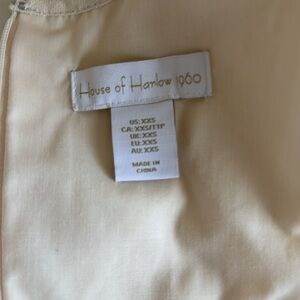 House of Harlow 1960
US: XXS
CA: XXS/TTP
UK: XXS
EU: XXS
AU: XXS
MADE IN
CHINA